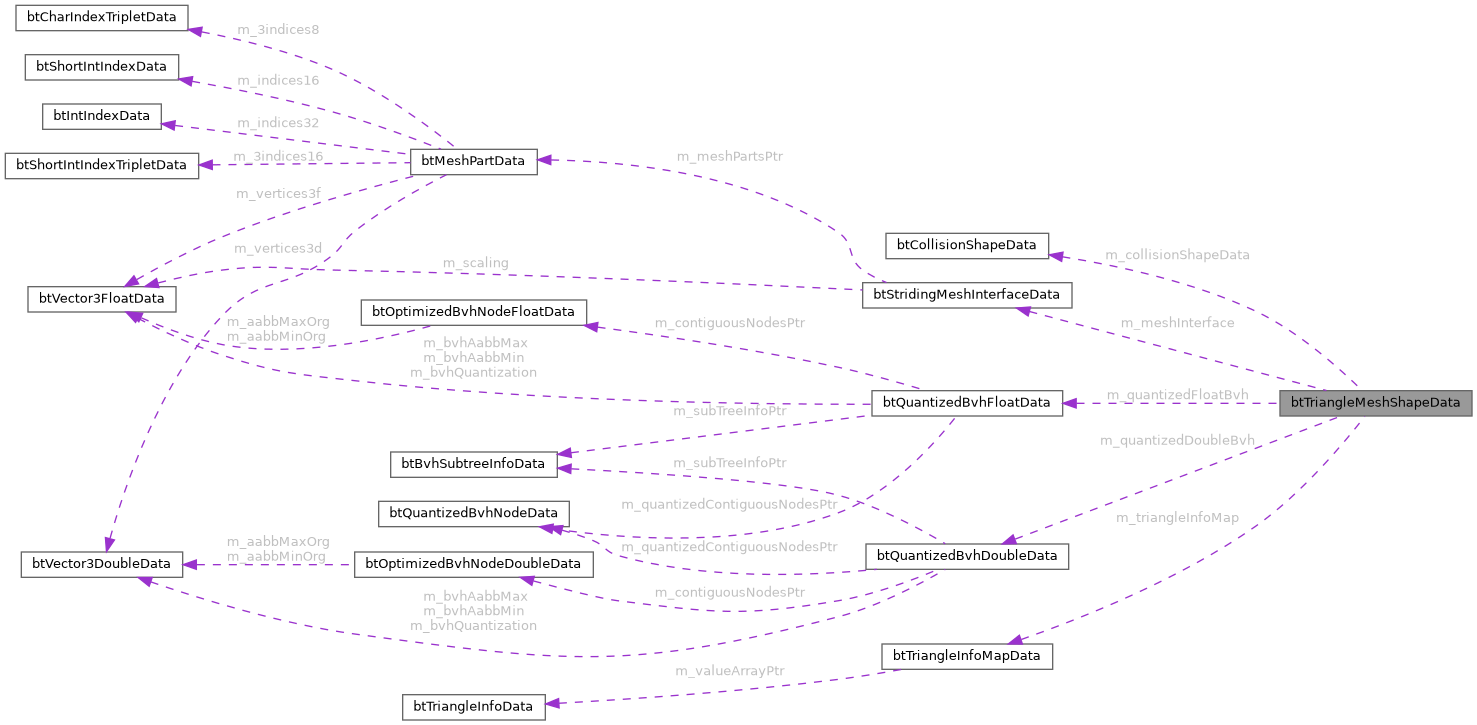 btCharIndexTripletData
m_3indices8
btShortIntIndexData
m_indices16
btIntIndexData
m_indices32
btShortIntIndexTripletData
m_3indices16
btMeshPartData
m_meshPartsPtr
m_vertices3f
m_vertices3d
btCollisionShapeData
m_collisionShapeData
m_scaling
btVector3FloatData
btStridingMeshInterfaceData
btOptimizedBvhNodeFloatData
m_aabbMaxOrg
m_aabbMinOrg
m_contiguousNodesPtr
m_meshInterface
m_bvhAabbMax
m_bvhAabbMin
m_bvhQuantization
btQuantizedBvhFloatData
m_quantizedFloatBvh
btTriangleMeshShapeData
m_subTreeInfoPtr
m_quantizedDoubleBvh
btBvhSubtreeInfoData
m_subTreeInfoPtr
btQuantizedBvhNodeData
m_quantizedContiguousNodesPtr
m_triangleInfoMap
m_aabbMaxOrg
m_aabbMinOrg
m_quantizedContiguousNodesPtr
btQuantizedBvhDoubleData
btVector3DoubleData
btOptimizedBvhNodeDoubleData
m_contiguousNodesPtr
m_bvhAabbMax
m_bvhAabbMin
m_bvhQuantization
btTriangleInfoMapData
m_valueArrayPtr
btTriangleInfoData